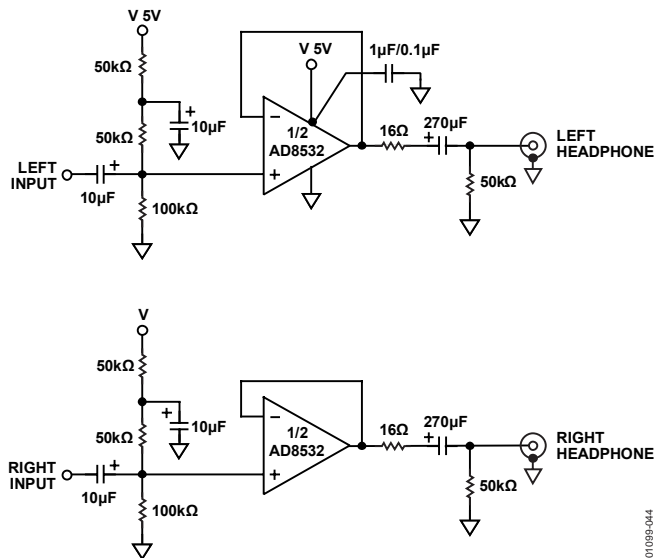 V 5V
50kΩ
50kΩ
+
10µF
LEFT
INPUT
+
10µF
100kΩ
V 5V
1µF/0.1µF
−
1/2
AD8532
+
16Ω
270µF
+
LEFT
HEADPHONE
50kΩ
V
50kΩ
+
10µF
50kΩ
RIGHT
INPUT
+
10µF
100kΩ
−
1/2
AD8532
+
16Ω
270µF
+
RIGHT
HEADPHONE
50kΩ
01099-044